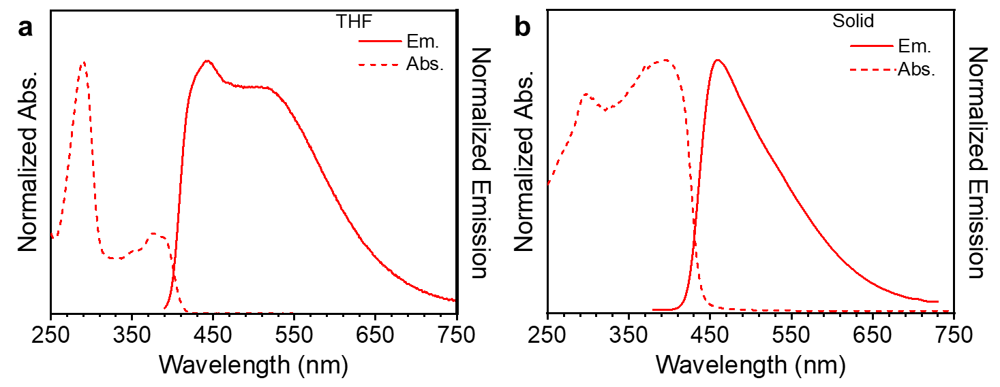 a
THF
Em.
Abs.
Normalized Abs.
Normalized Emission
250 350 450 550 650 750
Wavelength (nm)
b
Solid
Em.
Abs.
Normalized Abs.
Normalized Emission
250 350 450 550 650 750
Wavelength (nm)